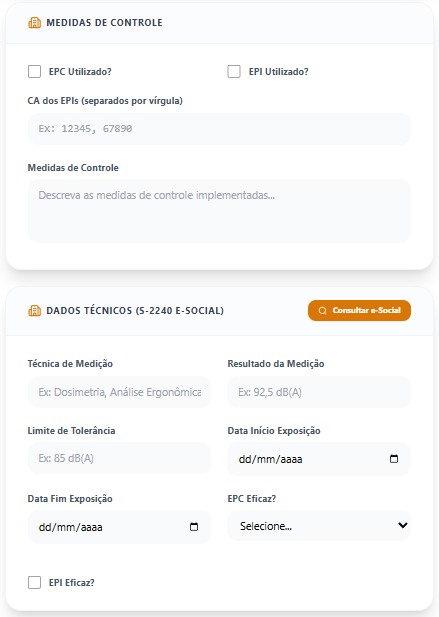 MEDIDAS DE CONTROLE
EPC Utilizado?
EPI Utilizado?
CA dos EPIs (separados por vírgula)
Ex: 12345, 67890
Medidas de Controle
Descreva as medidas de controle implementadas...
DADOS TÉCNICOS (S-2240 E-SOCIAL)
Consultar e-Social
Técnica de Medição
Resultado da Medição
Ex: Dosimetria, Análise Ergonômica
Ex: 92,5 dB(A)
Limite de Tolerância
Data Início Exposição
Ex: 85 dB(A)
dd/mm/aaaa
Data Fim Exposição
EPC Eficaz?
dd/mm/aaaa
Selecione...
EPI Eficaz?